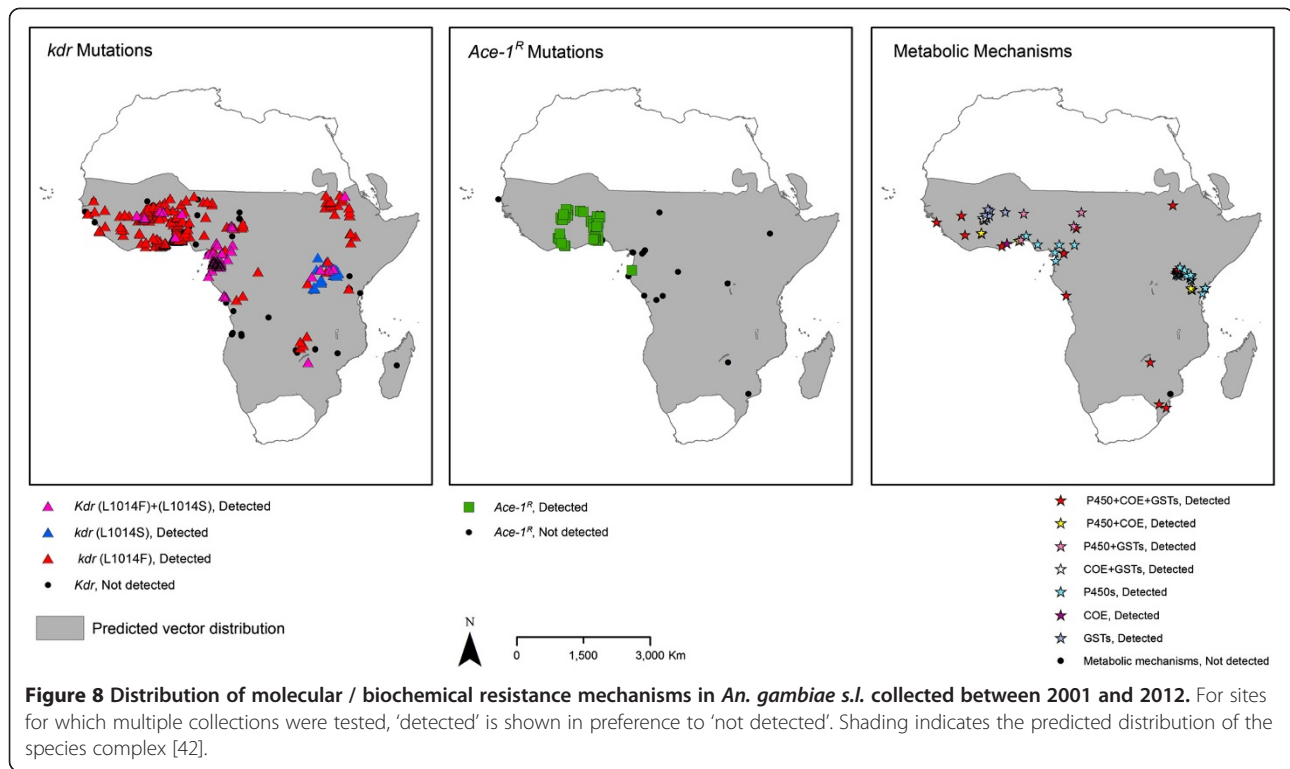 kdr Mutations
Ace-1R Mutations
Metabolic Mechanisms
Kdr (L1014F)+(L1014S), Detected
kdr (L1014S), Detected
kdr (L1014F), Detected
Kdr, Not detected
Predicted vector distribution
Ace-1R, Detected
Ace-1R, Not detected
N
0 1,500 3,000 Km
P450+COE+GSTs, Detected
P450+COE, Detected
P450+GSTs, Detected
COE+GSTs, Detected
P450s, Detected
COE, Detected
GSTs, Detected
Metabolic mechanisms, Not detected
Figure 8 Distribution of molecular / biochemical resistance mechanisms in An. gambiae s.l. collected between 2001 and 2012. For sites
for which multiple collections were tested, ‘detected’ is shown in preference to ‘not detected’. Shading indicates the predicted distribution of the
species complex [42].